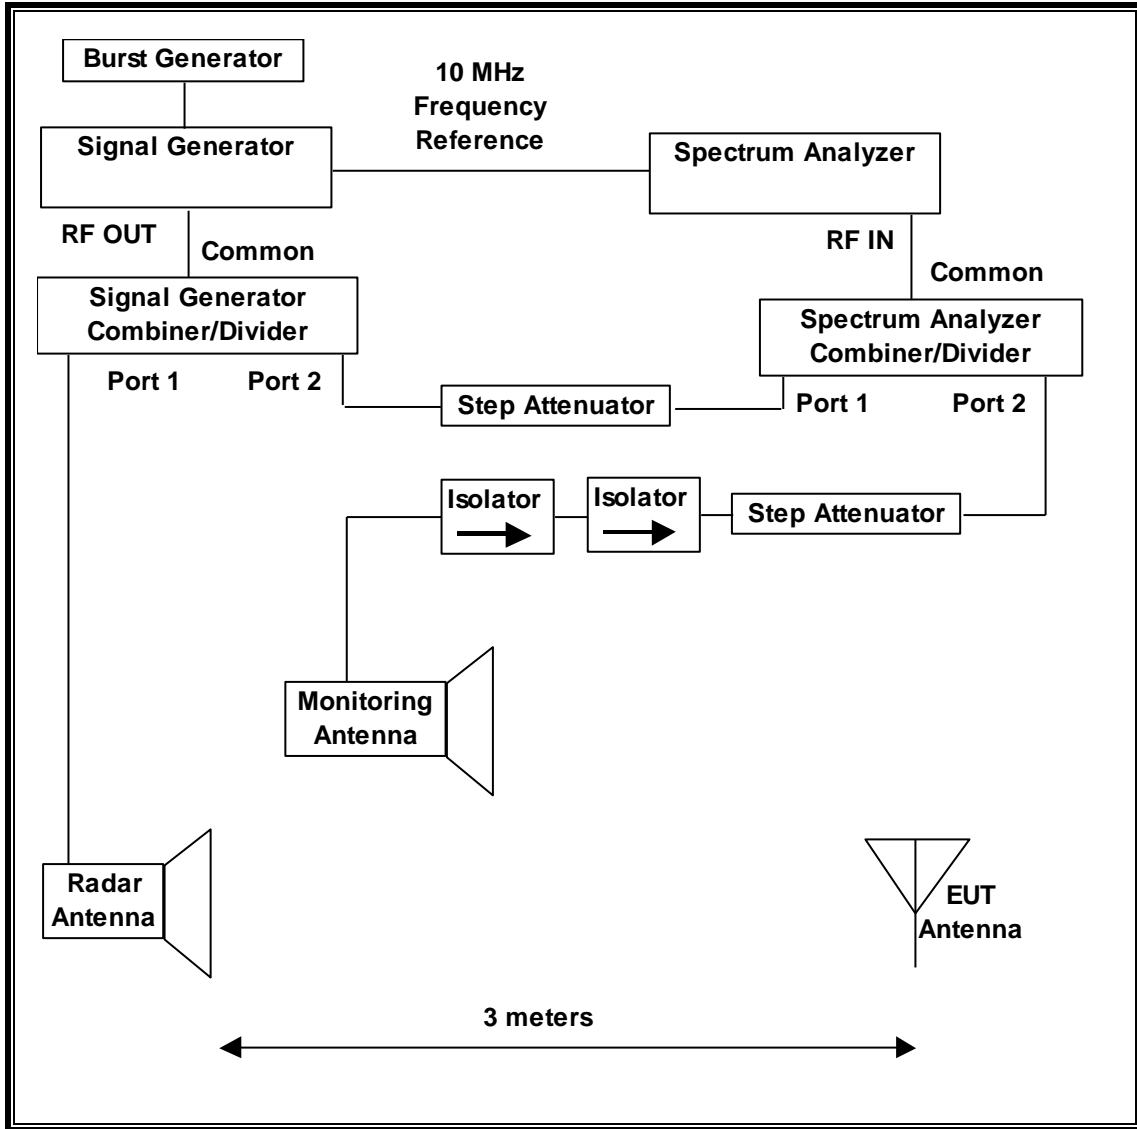 Burst Generator
10 MHz
Frequency
Reference
Signal Generator
Spectrum Analyzer
RF OUT
Common
RF IN
Common
Signal Generator
Combiner/Divider
Spectrum Analyzer
Combiner/Divider
Port 1
Port 2
Step Attenuator
Port 1
Port 2
Isolator
Isolator
Step Attenuator
Monitoring
Antenna
Radar
Antenna
EUT
Antenna
3 meters